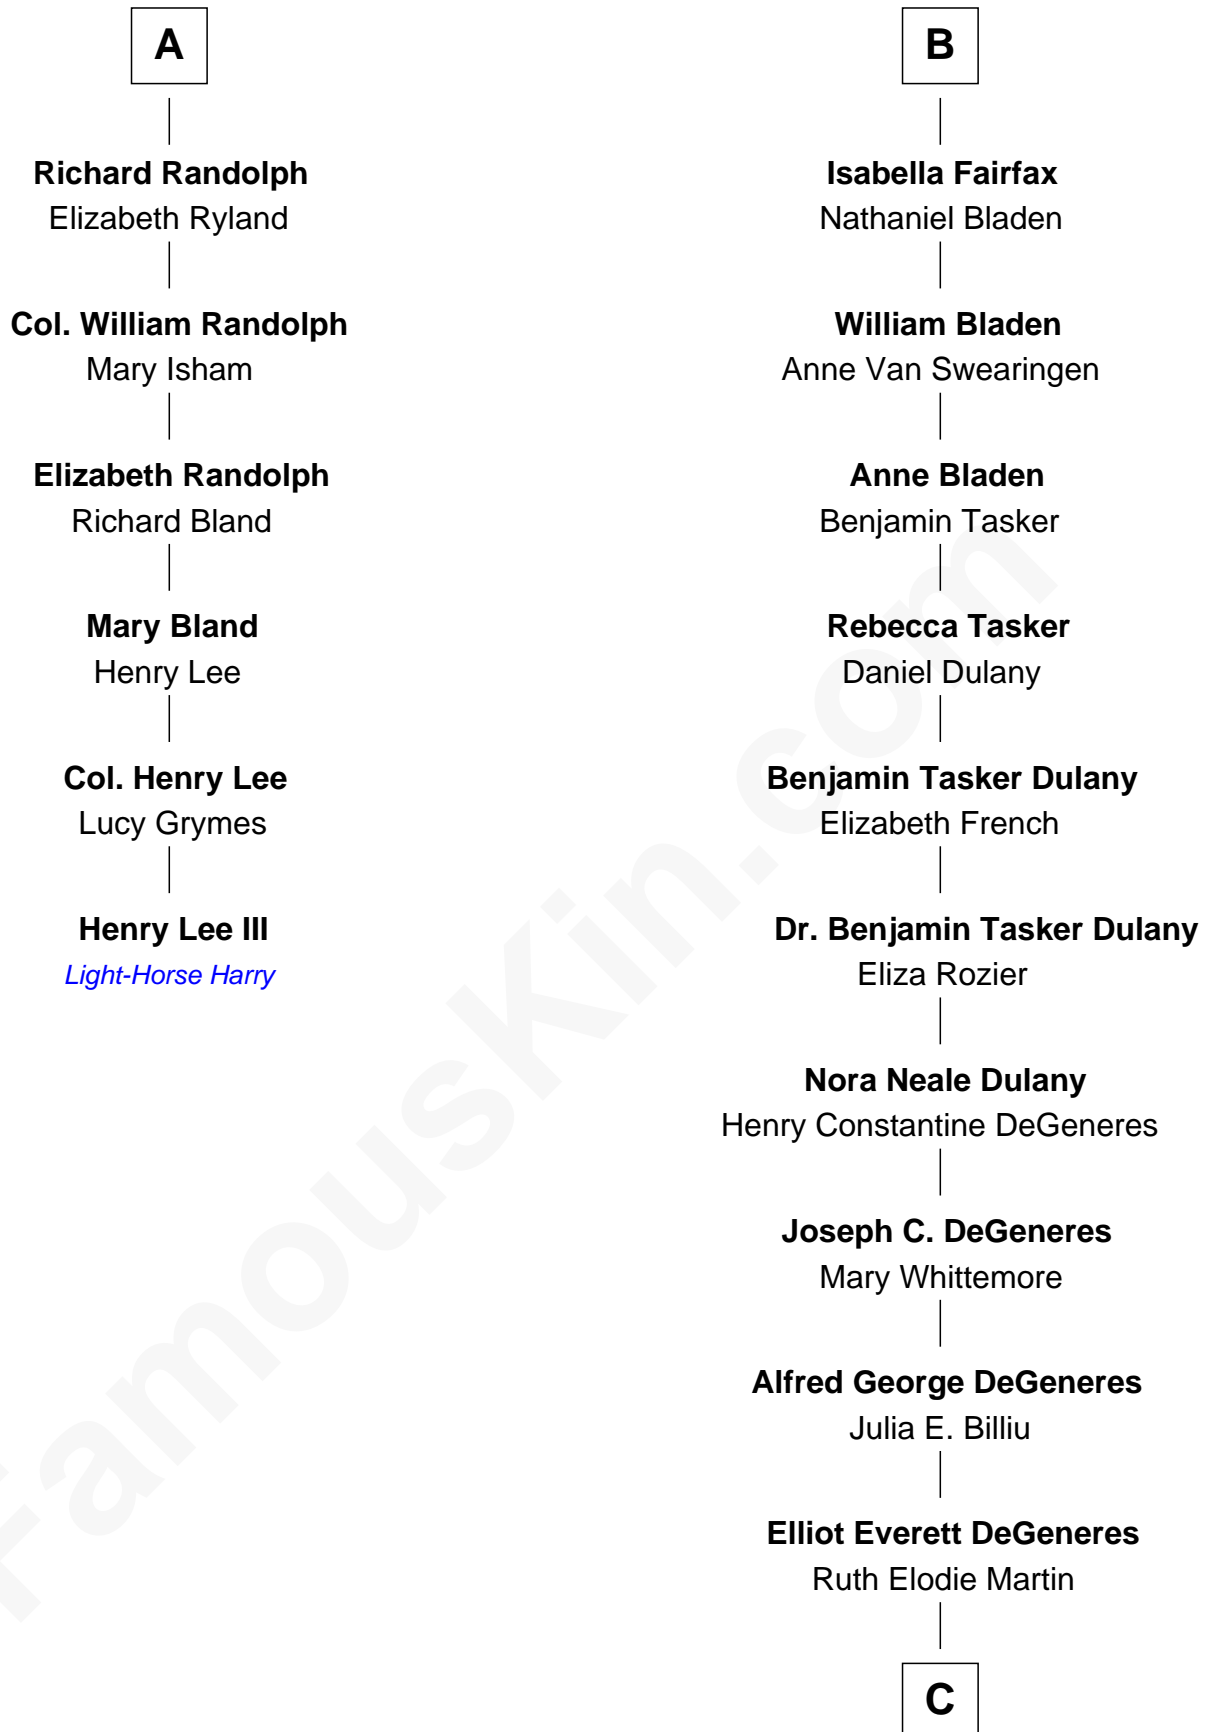 A
Richard Randolph
Elizabeth Ryland
Col. William Randolph
Mary Isham
Elizabeth Randolph
Richard Bland
Mary Bland
Henry Lee
Col. Henry Lee
Lucy Grymes
Henry Lee III
Light-Horse Harry
B
Isabella Fairfax
Nathaniel Bladen
William Bladen
Anne Van Swearingen
Anne Bladen
Benjamin Tasker
Rebecca Tasker
Daniel Dulany
Benjamin Tasker Dulany
Elizabeth French
Dr. Benjamin Tasker Dulany
Eliza Rozier
Nora Neale Dulany
Henry Constantine DeGeneres
Joseph C. DeGeneres
Mary Whittemore
Alfred George DeGeneres
Julia E. Billiu
Elliot Everett DeGeneres
Ruth Elodie Martin
C
FamousKin.com